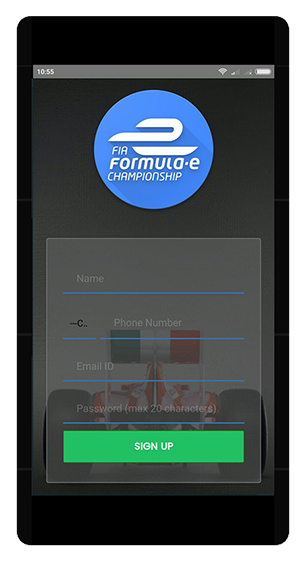 10:55
FIA
FORMULA-E
CHAMPIONSHIP
Name
---C.. Phone Number
Email ID
Password (max 20 characters)
SIGN UP